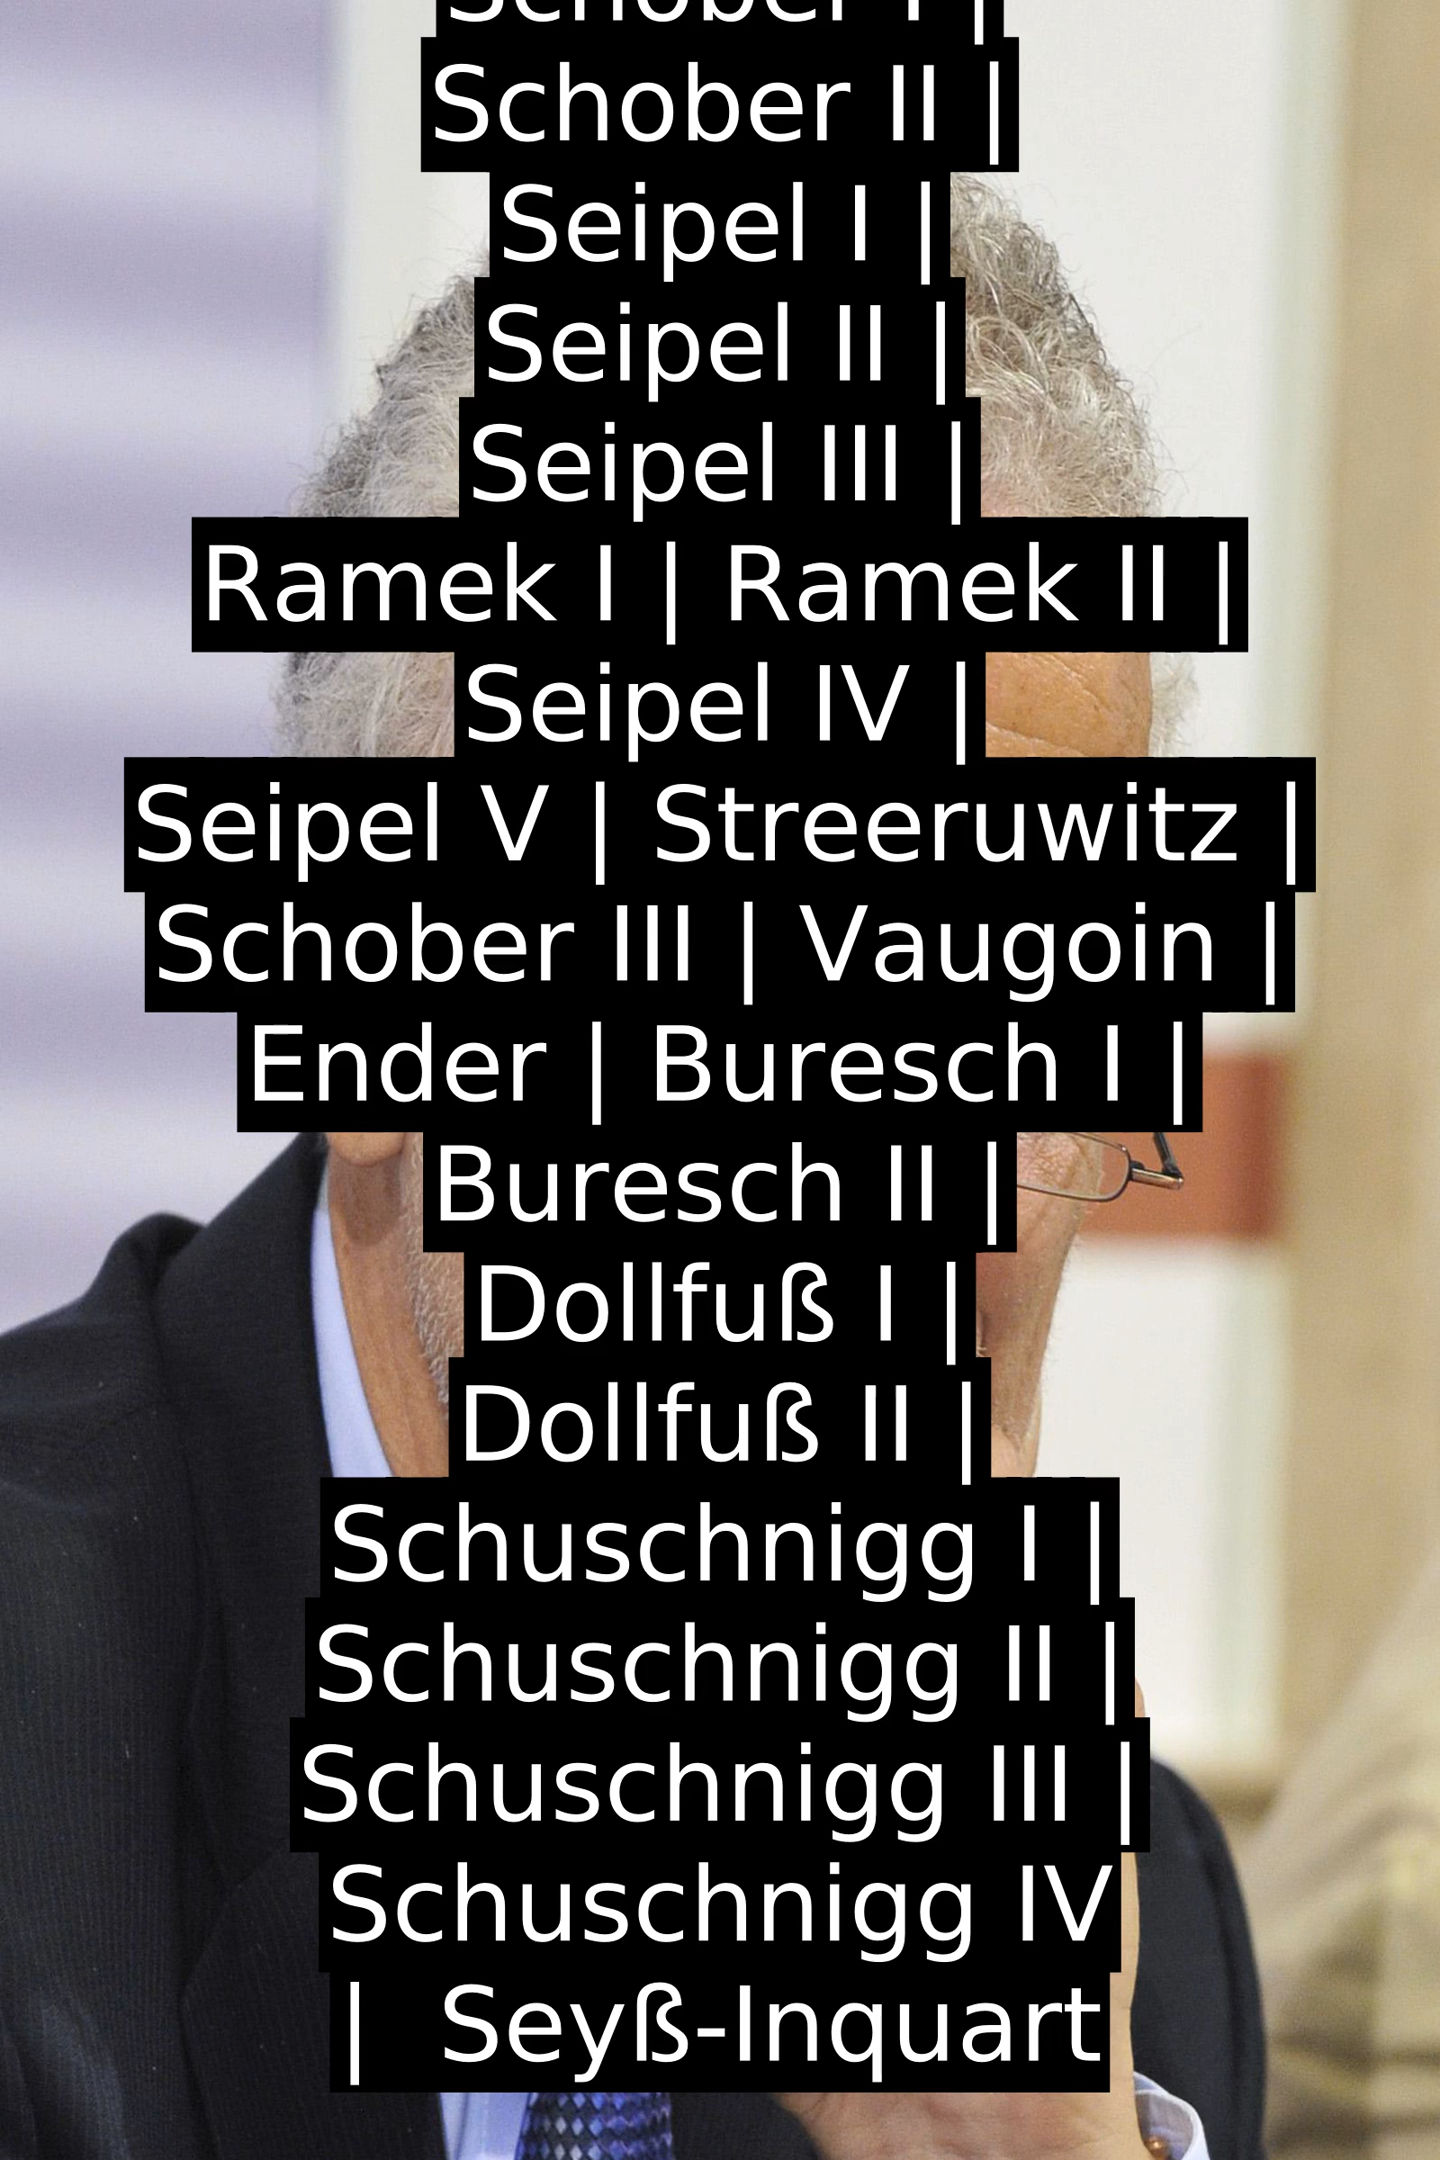 Schober I |
Schober II |
Seipel I |
Seipel II |
Seipel III |
Ramek I | Ramek II |
Seipel IV |
Seipel V | Streeruwitz |
Schober III | Vaugoin |
Ender | Buresch I |
Buresch II |
Dollfuß I |
Dollfuß II |
Schuschnigg I |
Schuschnigg II |
Schuschnigg III |
Schuschnigg IV
|  Seyß-Inquart